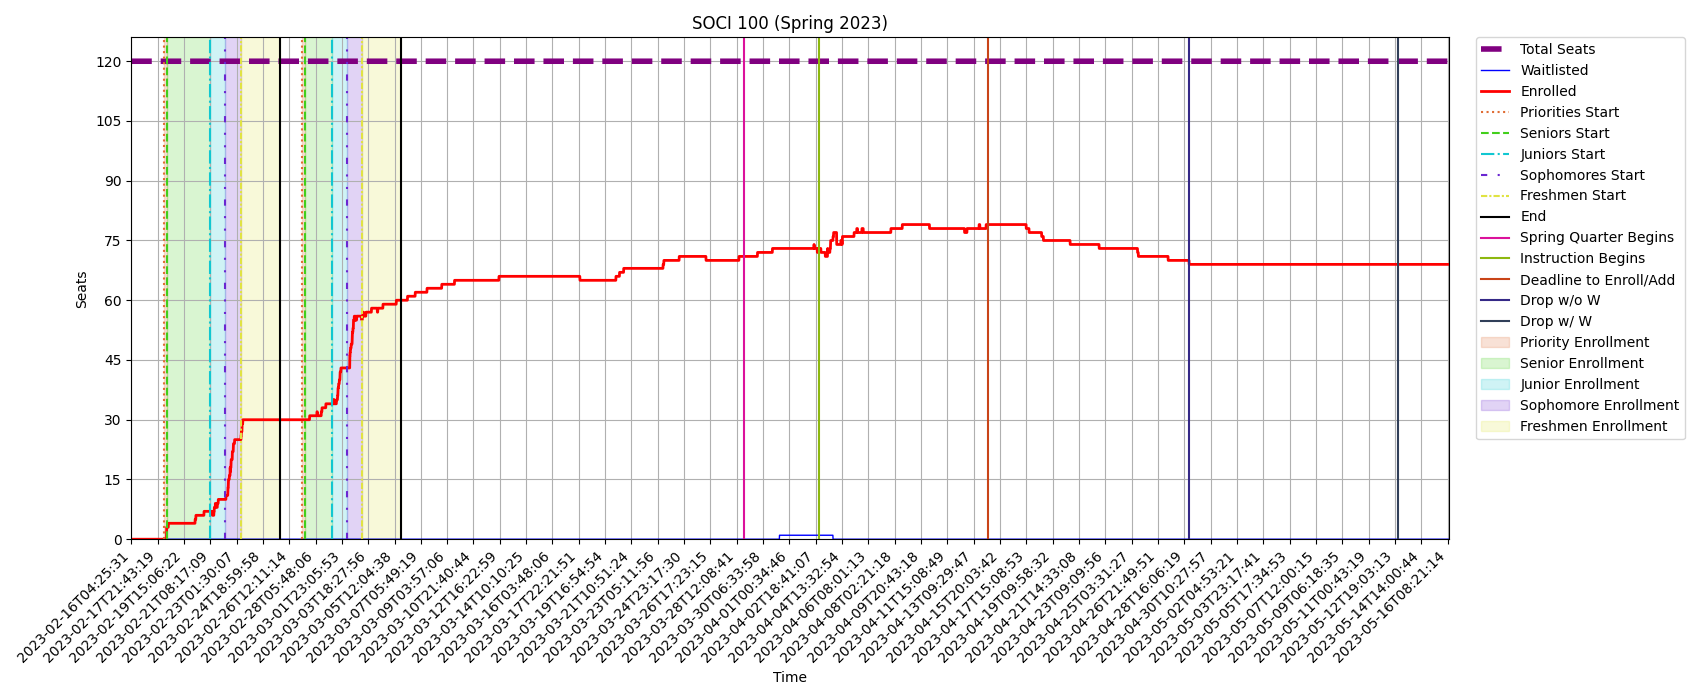 SOCI 100 (Spring 2023)
Seats
120
105
90
75
60
45
30
15
0
2023-02-16T04:25:31
2023-02-17T21:43:19
2023-02-19T15:06:22
2023-02-21T08:17:09
2023-02-23T01:30:07
2023-02-24T18:59:58
2023-02-26T12:11:14
2023-02-28T05:48:06
2023-03-01T23:05:53
2023-03-03T18:27:56
2023-03-05T12:04:38
2023-03-07T05:49:19
2023-03-09T03:57:06
2023-03-10T21:40:44
2023-03-12T16:22:59
2023-03-14T10:10:25
2023-03-16T03:48:06
2023-03-17T22:21:51
2023-03-19T16:54:54
2023-03-21T10:51:24
2023-03-23T05:11:56
2023-03-24T23:17:30
2023-03-26T17:23:15
2023-03-28T12:08:41
2023-03-30T06:33:58
2023-04-01T00:34:46
2023-04-02T18:41:07
2023-04-04T13:32:54
2023-04-06T08:01:13
2023-04-08T02:21:18
2023-04-09T20:43:18
2023-04-11T15:08:49
2023-04-13T09:29:47
2023-04-15T03:03:42
2023-04-17T15:08:53
2023-04-19T09:58:32
2023-04-21T14:33:08
2023-04-23T09:09:56
2023-04-25T03:31:27
2023-04-26T21:49:51
2023-04-28T16:06:19
2023-04-30T10:27:57
2023-05-02T04:53:21
2023-05-03T23:17:41
2023-05-05T17:34:53
2023-05-07T12:00:15
2023-05-09T06:18:35
2023-05-11T00:43:19
2023-05-12T19:03:13
2023-05-14T14:00:44
2023-05-16T08:21:14
Time
Total Seats
Waitlisted
Enrolled
Priorities Start
Seniors Start
Juniors Start
Sophomores Start
Freshmen Start
End
Spring Quarter Begins
Instruction Begins
Deadline to Enroll/Add
Drop w/o W
Drop w/ W
Priority Enrollment
Senior Enrollment
Junior Enrollment
Sophomore Enrollment
Freshmen Enrollment